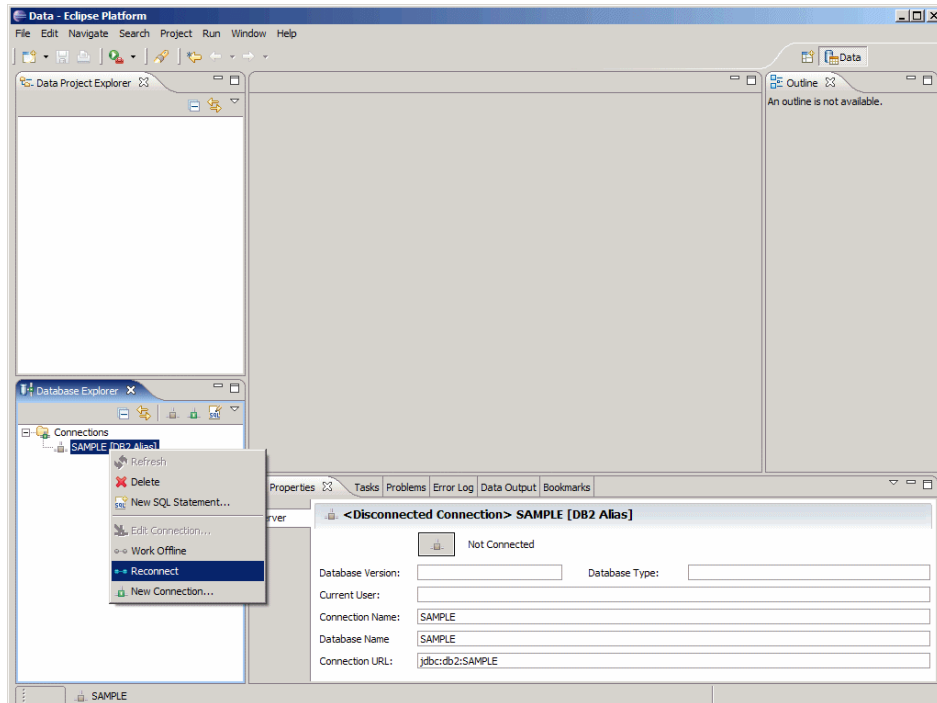 Data - Eclipse Platform
File Edit Navigate Search Project Run Window Help
Data
Data Project Explorer
Outline
An outline is not available.
Database Explorer
Connections
SAMPLE [DB2 Alias]
Refresh
Delete
New SQL Statement...
Edit Connection...
Work Offline
Reconnect
New Connection...
Properties Tasks Problems Error Log Data Output Bookmarks
erver
<Disconnected Connection> SAMPLE [DB2 Alias]
Not Connected
Database Version: Database Type:
Current User:
Connection Name: SAMPLE
Database Name SAMPLE
Connection URL: jdbc:db2:SAMPLE
SAMPLE